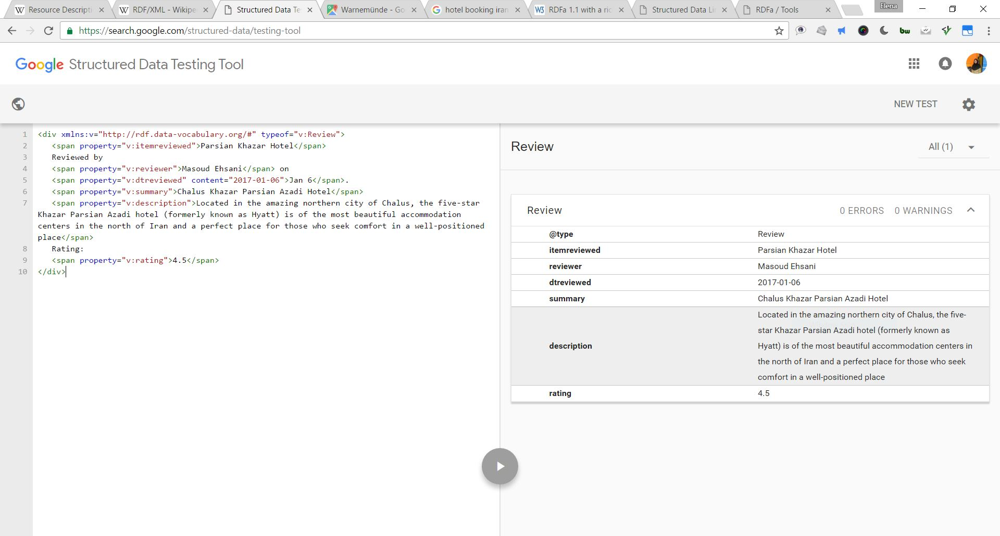 Resource Descripti
RDF/XML - Wikipe
Structured Data Te
Warnemünde - Go
hotel booking iran
RDFa 1.1 with a ric
Structured Data Li
RDFa / Tools
Elena
https://search.google.com/structured-data/testing-tool
bw
Google Structured Data Testing Tool
NEW TEST
1 <div xmlns:v="http://rdf.data-vocabulary.org/#" typeof="v:Review">
2 <span property="v:itemreviewed">Parsian Khazar Hotel</span>
3 Reviewed by
4 <span property="v:reviewer">Masoud Ehsani</span> on
5 <span property="v:dtreviewed" content="2017-01-06">Jan 6</span>.
6 <span property="v:summary">Chalus Khazar Parsian Azadi Hotel</span>
7 <span property="v:description">Located in the amazing northern city of Chalus, the five-star
Khazar Parsian Azadi hotel (formerly known as Hyatt) is of the most beautiful accommodation
centers in the north of Iran and a perfect place for those who seek comfort in a well-positioned
place</span>
8 Rating:
9 <span property="v:rating">4.5</span>
10 </div>
Review
All (1)
Review
0 ERRORS 0 WARNINGS
@type Review
itemreviewed Parsian Khazar Hotel
reviewer Masoud Ehsani
dtreviewed 2017-01-06
summary Chalus Khazar Parsian Azadi Hotel
description
Located in the amazing northern city of Chalus, the five-
star Khazar Parsian Azadi hotel (formerly known as
Hyatt) is of the most beautiful accommodation centers in
the north of Iran and a perfect place for those who seek
comfort in a well-positioned place
rating 4.5